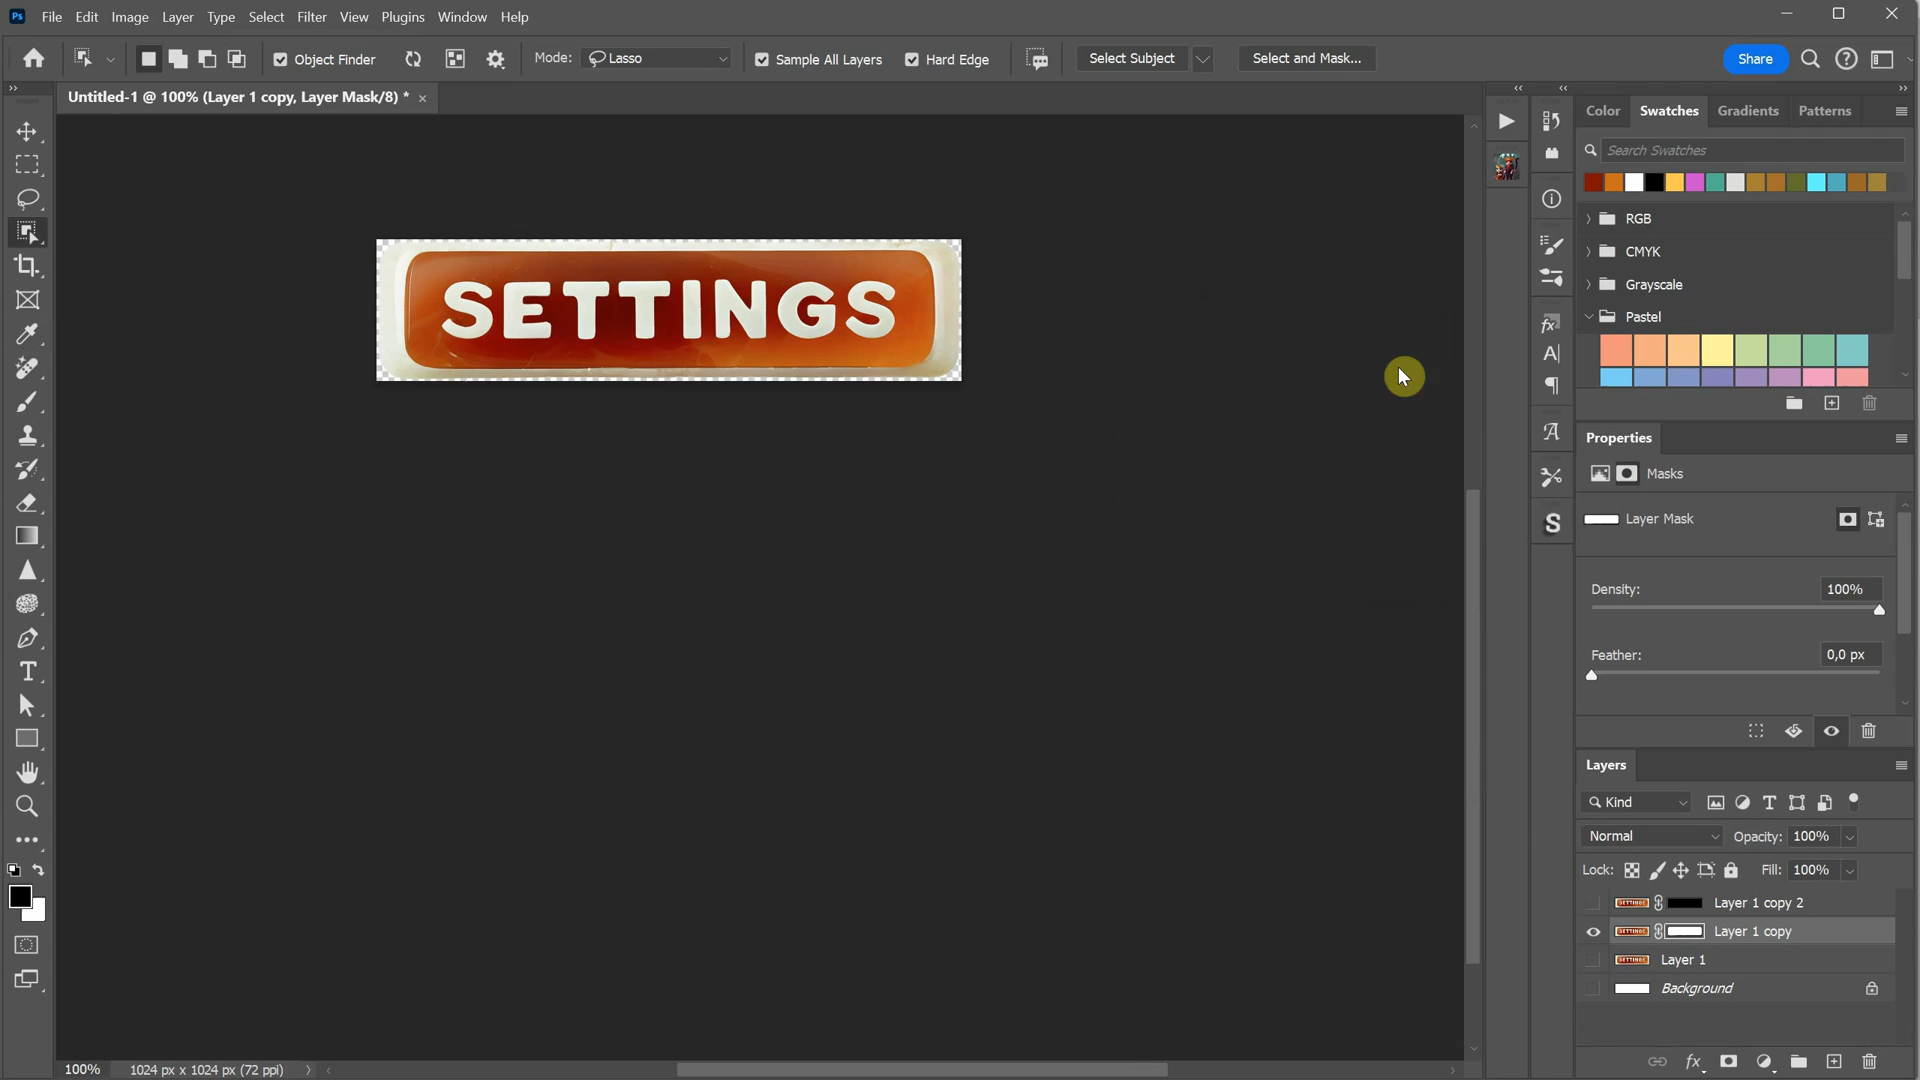 Ps File Edit Image Layer Type Select Filter View Plugins Window Help
Object Finder Mode: Lasso Sample All Layers Hard Edge Select Subject Select and Mask... Share
Untitled-1 @ 100% (Layer 1 copy, Layer Mask/8) *
SETTINGS
Color Swatches Gradients Patterns
Search Swatches
RGB
CMYK
Grayscale
Pastel
Properties
Masks
Layer Mask
Density: 100%
Feather: 0,0 px
Layers
Kind
Normal Opacity: 100%
Lock: Fill: 100%
SETTINGS Layer 1 copy 2
SETTINGS Layer 1 copy
SETTINGS Layer 1
Background
100% 1024 px x 1024 px (72 ppi)